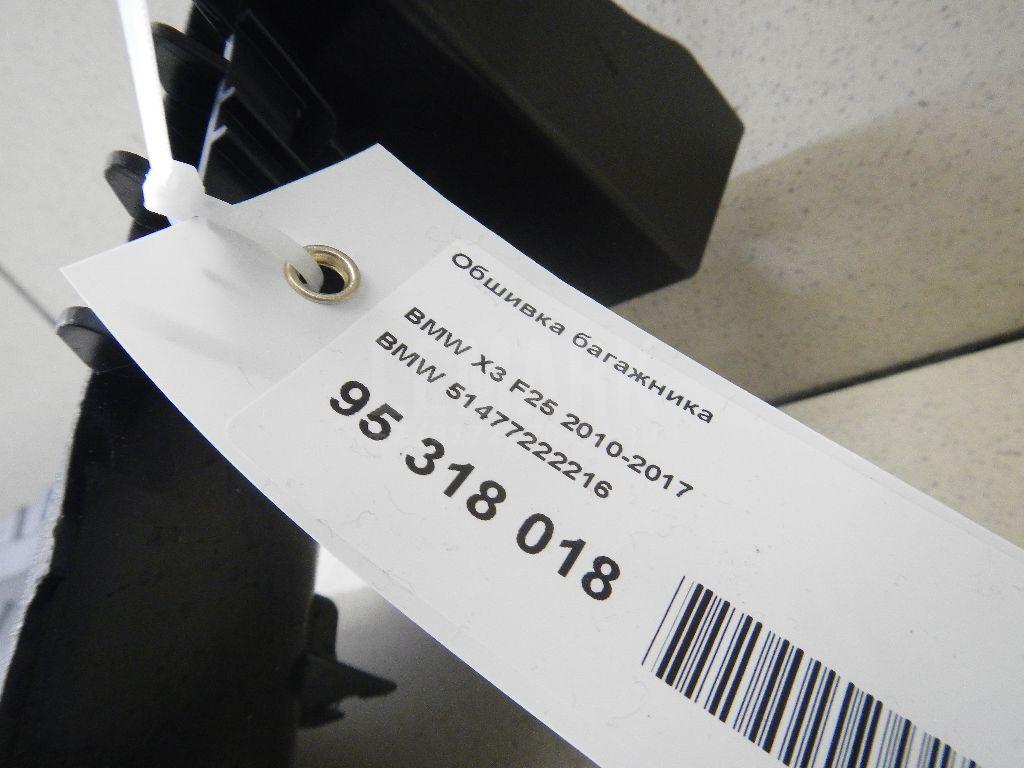 Обшивка багажника
BMW X3 F25 2010-2017
BMW 51477222216
95 318 018